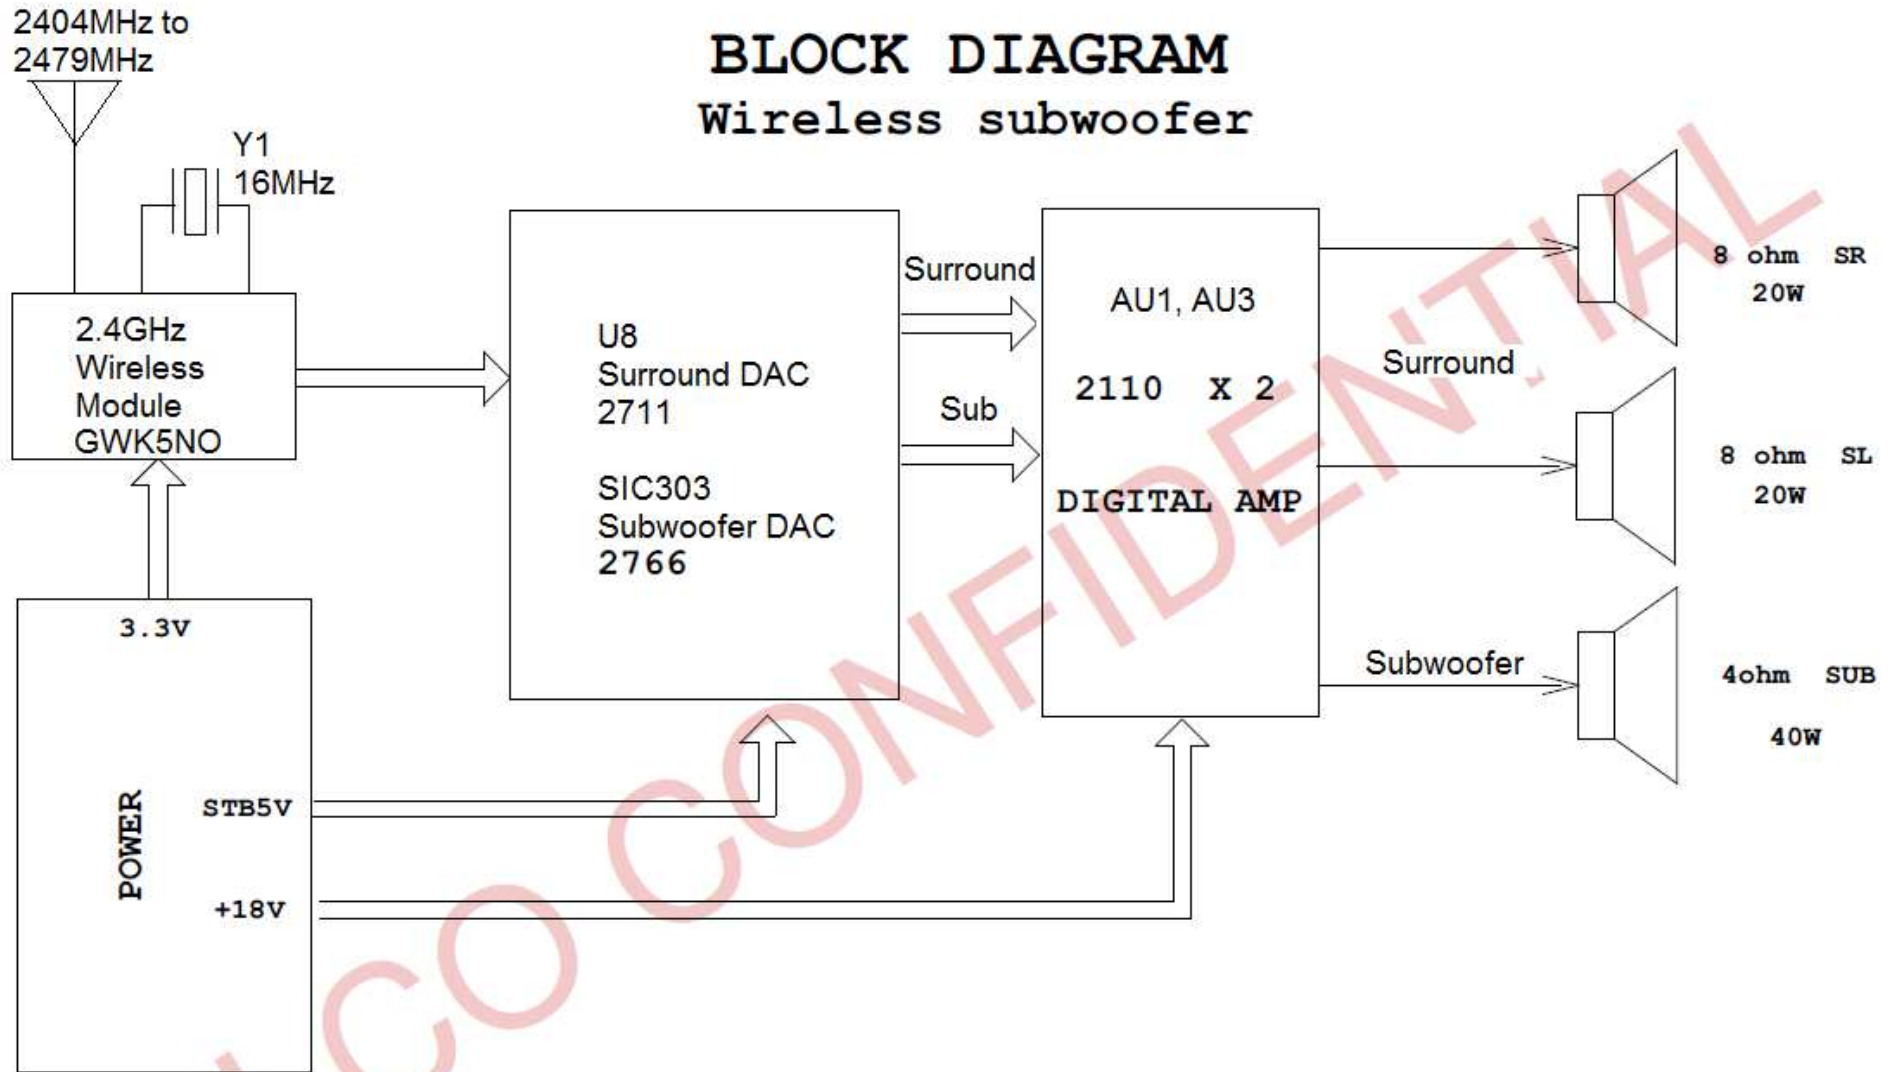 2404MHz to
2479MHz
BLOCK DIAGRAM
Wireless subwoofer
Y1
16MHz
2.4GHz
Wireless
Module
GWK5NO
U8
Surround DAC
2711
SIC303
Subwoofer DAC
2766
Surround
Sub
AU1, AU3
2110 X 2
DIGITAL AMP
Surround
Subwoofer
8 ohm SR
20W
8 ohm SL
20W
4ohm SUB
40W
3.3V
POWER
STB5V
+18V
CO CONFIDENTIAL